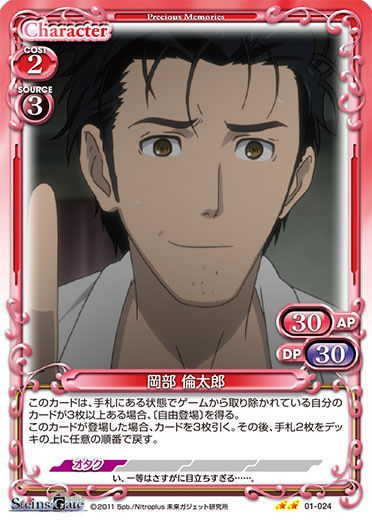 Precious Memories
Character
COST
2
SOURCE
3
30 AP
DP 30
岡部 倫太郎
このカードは、手札にある状態でゲームから取り除かれている自分の
カードが3枚以上ある場合、〔自由登場〕を得る。
このカードが登場した場合、カードを3枚引く。その後、手札2枚をデッ
キの上に任意の順番で戻す。
オタク
い、一等はさすがに目立ちすぎる……。
Steins;Gate
©2011 5pb./Nitroplus 未来ガジェット研究所
01-024